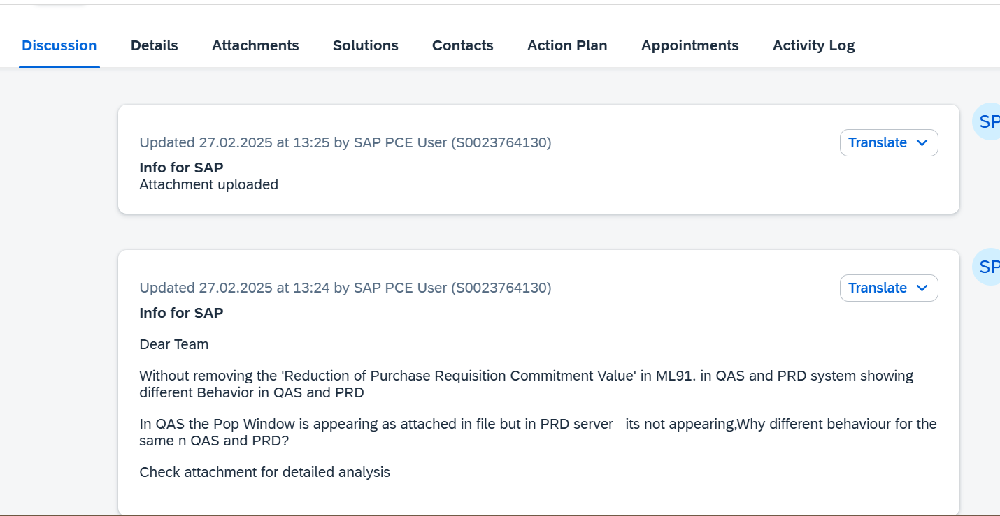 Discussion Details Attachments Solutions Contacts Action Plan Appointments Activity Log
SP
Updated 27.02.2025 at 13:25 by SAP PCE User (S0023764130) Translate
Info for SAP
Attachment uploaded
SP
Updated 27.02.2025 at 13:24 by SAP PCE User (S0023764130) Translate
Info for SAP
Dear Team
Without removing the 'Reduction of Purchase Requisition Commitment Value' in ML91. in QAS and PRD system showing
different Behavior in QAS and PRD
In QAS the Pop Window is appearing as attached in file but in PRD server   its not appearing,Why different behaviour for the
same n QAS and PRD?
Check attachment for detailed analysis